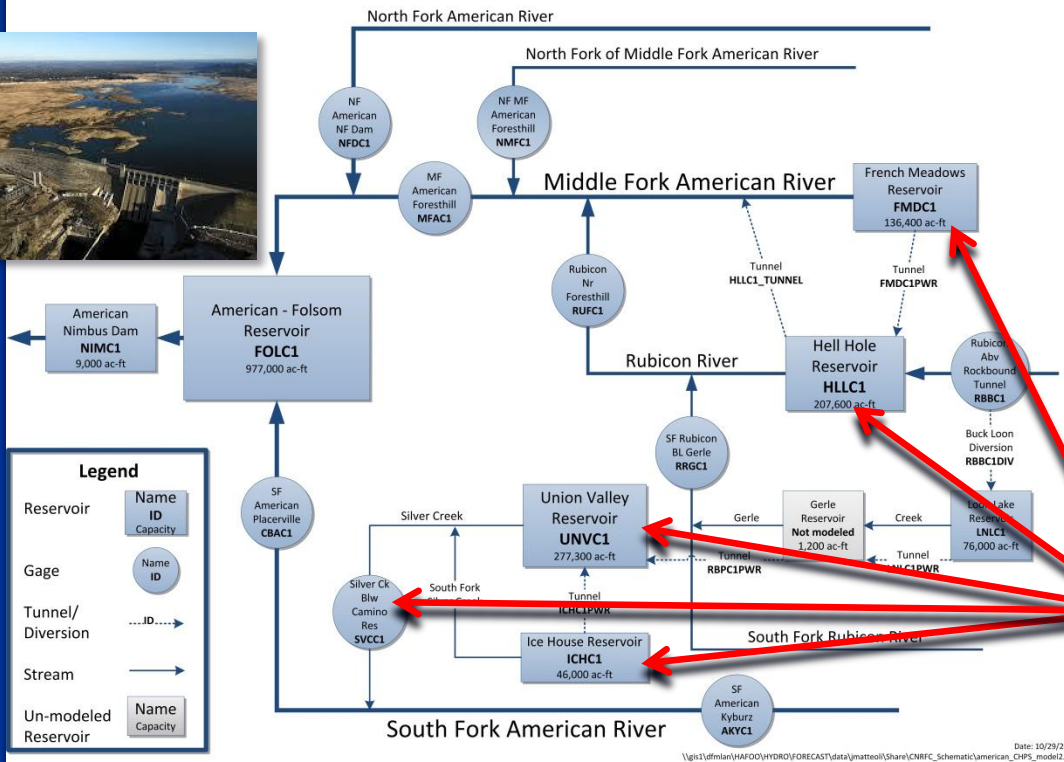 North Fork American River
North Fork of Middle Fork American River
NF
American
NF Dam
NFDC1
NF MF
American
Foresthill
NMFC1
MF
American
Foresthill
MFAC1
Middle Fork American River
French Meadows
Reservoir
FMDC1
136,400 ac-ft
Tunnel
HLLC1_TUNNEL
Tunnel
FMDC1PWR
Rubicon
Nr
Foresthill
RUFC1
American
Nimbus Dam
NIMC1
9,000 ac-ft
American - Folsom
Reservoir
FOLC1
977,000 ac-ft
Rubicon River
Hell Hole
Reservoir
HLLC1
207,600 ac-ft
Rubicon
Abv
Rockbound
Tunnel
RBBC1
Buck Loon
Diversion
RBBC1DIV
SF Rubicon
BL Gerle
RRGC1
Legend
Reservoir
Name
ID
Capacity
Gage
Name
ID
Tunnel/
Diversion
ID
Stream
Un-modeled
Reservoir
Name
Capacity
SF
American
Placerville
CBAC1
Silver Creek
Union Valley
Reservoir
UNVC1
277,300 ac-ft
Gerle
Gerle
Reservoir
Not modeled
1,200 ac-ft
Creek
Loon Lake
Reservoir
LNLC1
76,000 ac-ft
Tunnel
RBPC1PWR
Tunnel
LNLC1PWR
Silver Ck
Blw
Camino
Res
SVCC1
South Fork
Tunnel
ICHC1PWR
Ice House Reservoir
ICHC1
46,000 ac-ft
South Fork Rubicon River
SF
American
Kyburz
AKYC1
South Fork American River
Date: 10/29/2